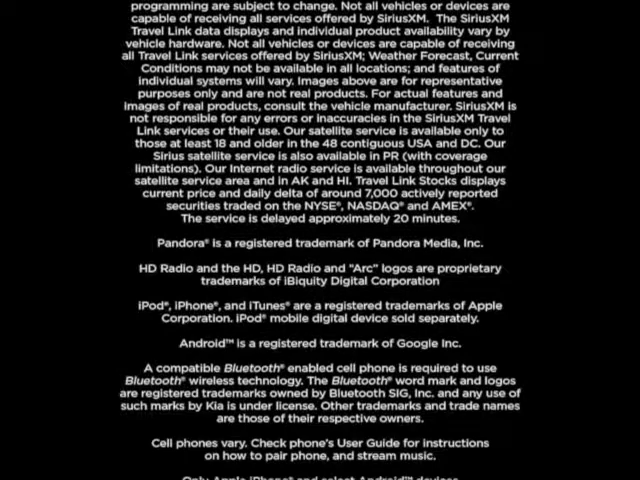 programming are subject to change. Not all vehicles or devices are
capable of receiving all services offered by SiriusXM. The SiriusXM
Travel Link data displays and individual product availability vary by
vehicle hardware. Not all vehicles or devices are capable of receiving
all Travel Link services offered by SiriusXM; Weather Forecast, Current
Conditions may not be available in all locations; and features of
individual systems will vary. Images above are for representative
purposes only and are not real products. For actual features and
images of real products, consult the vehicle manufacturer. SiriusXM is
not responsible for any errors or inaccuracies in the SiriusXM Travel
Link services or their use. Our satellite service is available only to
those at least 18 and older in the 48 contiguous USA and DC. Our
Sirius satellite service is also available in PR (with coverage
limitations). Our Internet radio service is available throughout our
satellite service area and in AK and HI. Travel Link Stocks displays
current price and daily delta of around 7,000 actively reported
securities traded on the NYSE®, NASDAQ® and AMEX®.
The service is delayed approximately 20 minutes.
Pandora® is a registered trademark of Pandora Media, Inc.
HD Radio and the HD, HD Radio and "Arc" logos are proprietary
trademarks of iBiquity Digital Corporation
iPod®, iPhone®, and iTunes® are a registered trademarks of Apple
Corporation. iPod® mobile digital device sold separately.
Android™ is a registered trademark of Google Inc.
A compatible Bluetooth® enabled cell phone is required to use
Bluetooth® wireless technology. The Bluetooth® word mark and logos
are registered trademarks owned by Bluetooth SIG, Inc. and any use of
such marks by Kia is under license. Other trademarks and trade names
are those of their respective owners.
Cell phones vary. Check phone's User Guide for instructions
on how to pair phone, and stream music.
Only Apple iPhone® and select Android™ devices